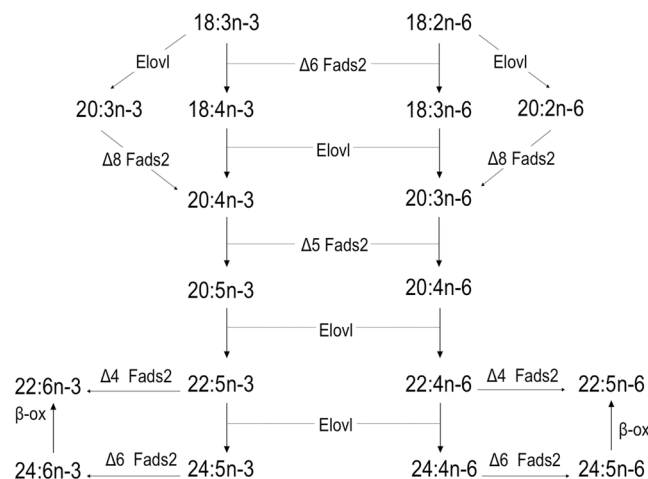 18:3n-3 18:2n-6
Elovl Δ6 Fads2 Elovl
20:3n-3 18:4n-3 18:3n-6 20:2n-6
Δ8 Fads2 Elovl Δ8 Fads2
20:4n-3 20:3n-6
Δ5 Fads2
20:5n-3 20:4n-6
Elovl
22:6n-3 Δ4 Fads2 22:5n-3 22:4n-6 Δ4 Fads2 22:5n-6
β-ox Elovl β-ox
24:6n-3 Δ6 Fads2 24:5n-3 24:4n-6 Δ6 Fads2 24:5n-6